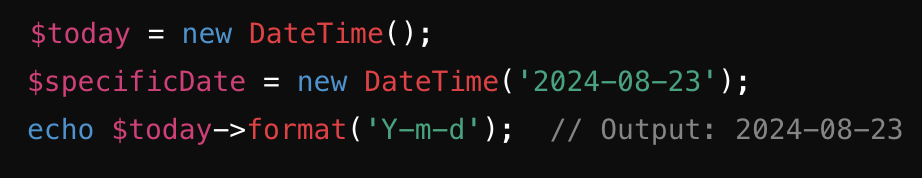 $today = new DateTime();
$specificDate = new DateTime('2024-08-23');
echo $today->format('Y-m-d');  // Output: 2024-08-23